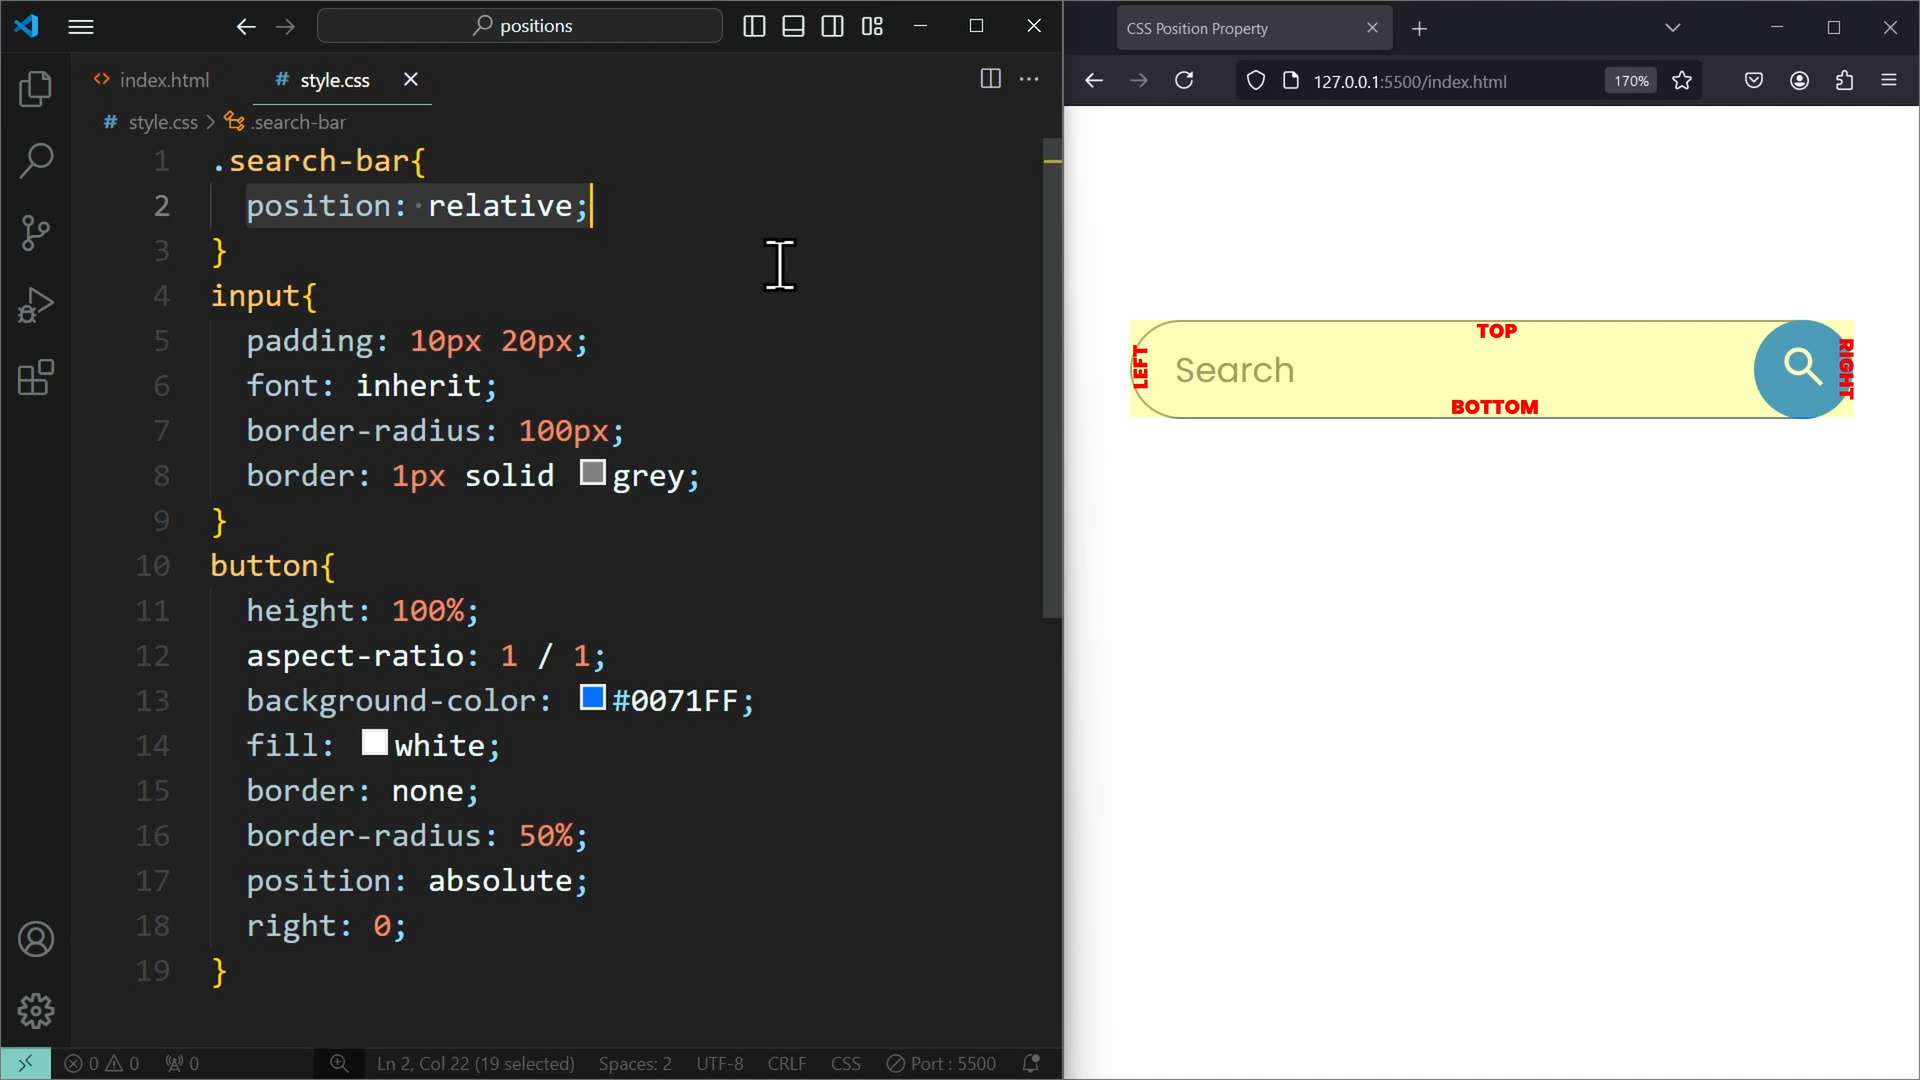 positions
index.html
# style.css
# style.css > .search-bar
1 .search-bar{
2 position: relative;
3 }
4 input{
5 padding: 10px 20px;
6 font: inherit;
7 border-radius: 100px;
8 border: 1px solid grey;
9 }
10 button{
11 height: 100%;
12 aspect-ratio: 1 / 1;
13 background-color: #0071FF;
14 fill: white;
15 border: none;
16 border-radius: 50%;
17 position: absolute;
18 right: 0;
19 }
0 0 0 Ln 2, Col 22 (19 selected) Spaces: 2 UTF-8 CRLF CSS Port : 5500
CSS Position Property
127.0.0.1:5500/index.html 170%
TOP
LEFT
Search
RIGHT
BOTTOM